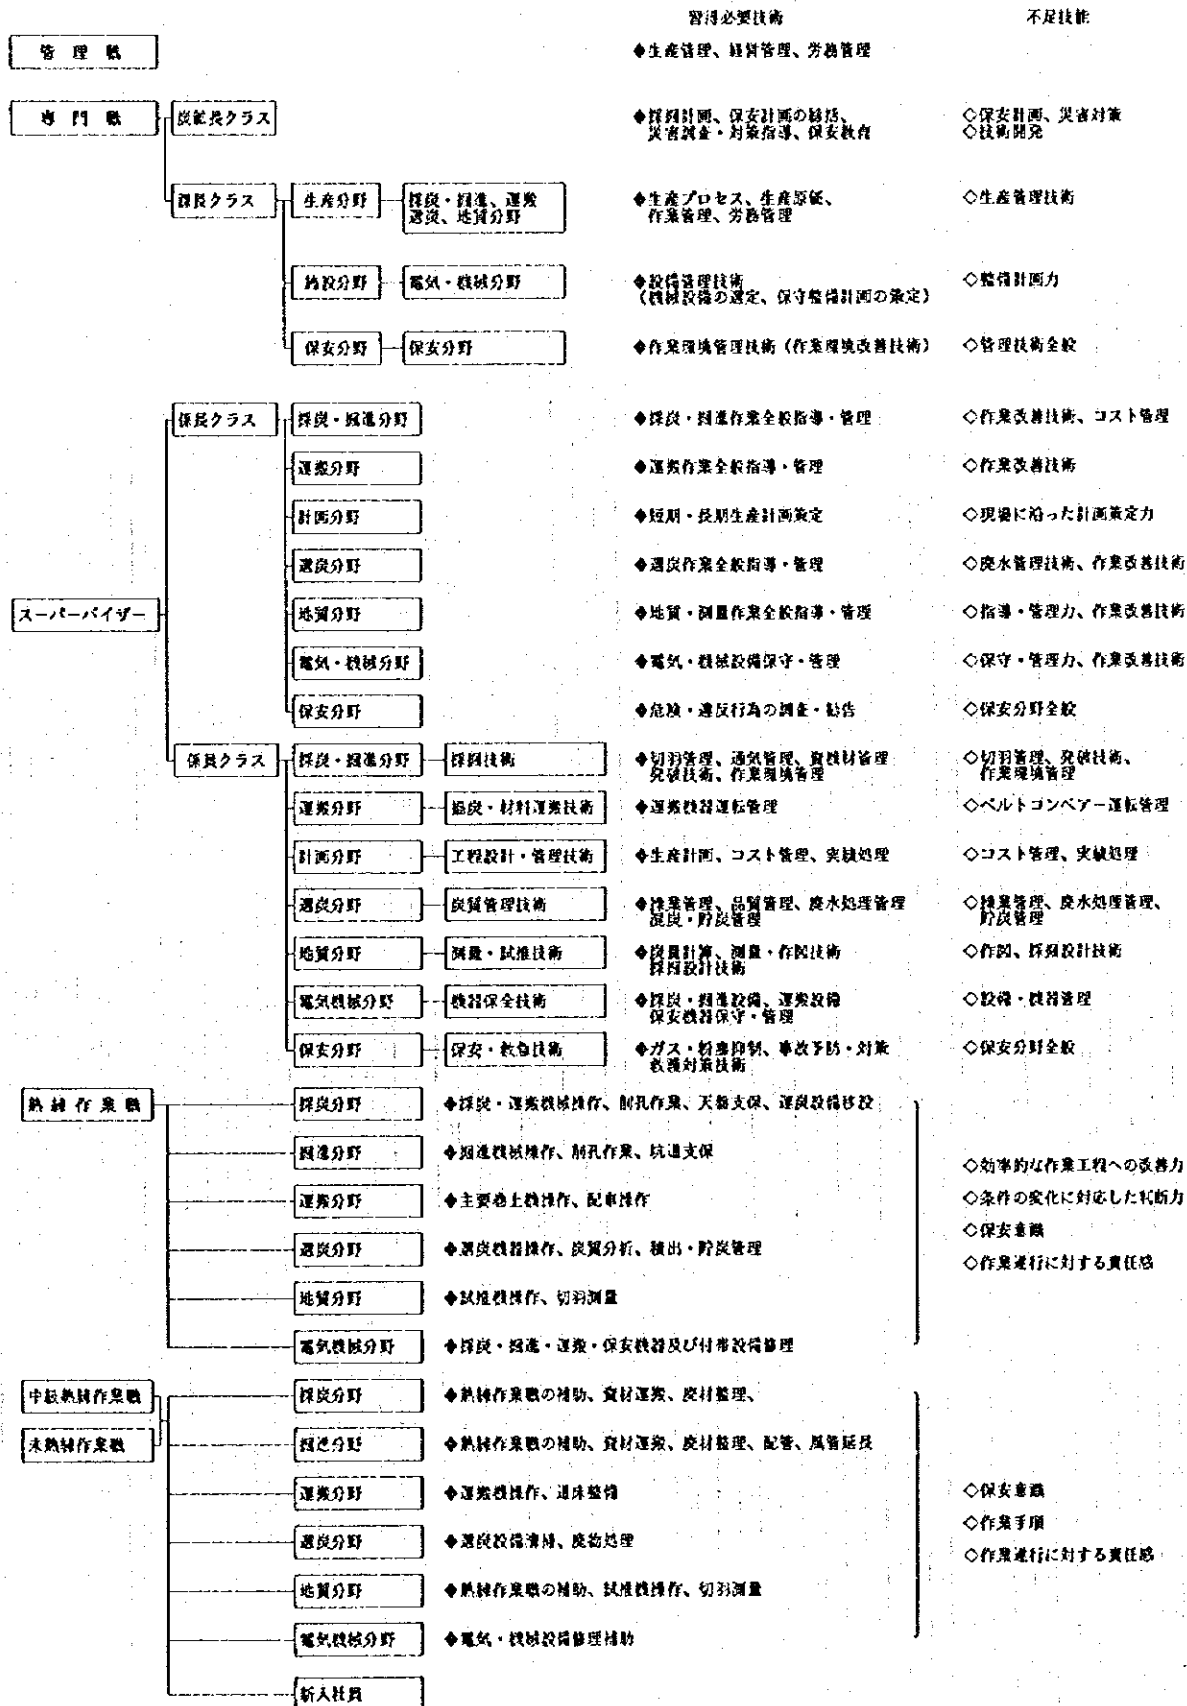 習得必要技術 不足技能
管理職 ◆生産管理、経営管理、労務管理
専門職 炭鉱長クラス ◆採掘計画、保安計画の総括、 ◇保安計画、災害対策
災害調査・対策指導、保安教育 ◇技術開発
課長クラス 生産分野 採炭・掘進、運搬 ◆生産プロセス、生産原価、 ◇生産管理技術
選炭、地質分野 作業管理、労務管理
施設分野 電気・機械分野 ◆設備管理技術 ◇整備計画力
(機械設備の選定、保守整備計画の策定)
保安分野 保安分野 ◆作業環境管理技術(作業環境改善技術) ◇管理技術全般
係長クラス 採炭・掘進分野 ◆採炭・掘進作業全般指導・管理 ◇作業改善技術、コスト管理
運搬分野 ◆運搬作業全般指導・管理 ◇作業改善技術
計画分野 ◆短期・長期生産計画策定 ◇現場に沿った計画策定力
選炭分野 ◆選炭作業全般指導・管理 ◇廃水管理技術、作業改善技術
スーパーバイザー 地質分野 ◆地質・測量作業全般指導・管理 ◇指導・管理力、作業改善技術
電気・機械分野 ◆電気・機械設備保守・管理 ◇保守・管理力、作業改善技術
保安分野 ◆危険・違反行為の調査・勧告 ◇保安分野全般
係員クラス 採炭・掘進分野 採掘技術 ◆切羽管理、通気管理、資機材管理 ◇切羽管理、発破技術、
発破技術、作業環境管理 作業環境管理
運搬分野 揚炭・材料運搬技術 ◆運搬機器運転管理 ◇ベルトコンベアー運転管理
計画分野 工程設計・管理技術 ◆生産計画、コスト管理、実績処理 ◇コスト管理、実績処理
選炭分野 炭質管理技術 ◆操業管理、品質管理、廃水処理管理 ◇操業管理、廃水処理管理、
混炭・貯炭管理 貯炭管理
地質分野 測量・試錐技術 ◆炭量計算、測量・作図技術 ◇作図、採掘設計技術
採掘設計技術
電気機械分野 機器保全技術 ◆採炭・掘進設備、運搬設備 ◇設備・機器管理
保安機器保守・管理
保安分野 保安・救急技術 ◆ガス・粉塵抑制、事故予防・対策 ◇保安分野全般
救護対策技術
熟練作業職 採炭分野 ◆採炭・運搬機械操作、削孔作業、天盤支保、運炭設備移設
掘進分野 ◆掘進機械操作、削孔作業、坑道支保
◇効率的な作業工程への改善力
運搬分野 ◆主要巻上機操作、配車操作 ◇条件の変化に対応した判断力
◇保安意識
選炭分野 ◆選炭機器操作、炭質分析、積出・貯炭管理
◇作業遂行に対する責任感
地質分野 ◆試錐機操作、切羽測量
電気機械分野 ◆採炭・掘進・運搬・保安機器及び付帯設備修理
中級熟練作業職 採炭分野 ◆熟練作業職の補助、資材運搬、廃材整理、
未熟練作業職 掘進分野 ◆熟練作業職の補助、資材運搬、廃材整理、配管、風管延長
運搬分野 ◆運搬機操作、道床整備 ◇保安意識
◇作業手順
選炭分野 ◆選炭設備清掃、廃物処理
◇作業遂行に対する責任感
地質分野 ◆熟練作業職の補助、試錐機操作、切羽測量
電気機械分野 ◆電気・機械設備修理補助
新入社員